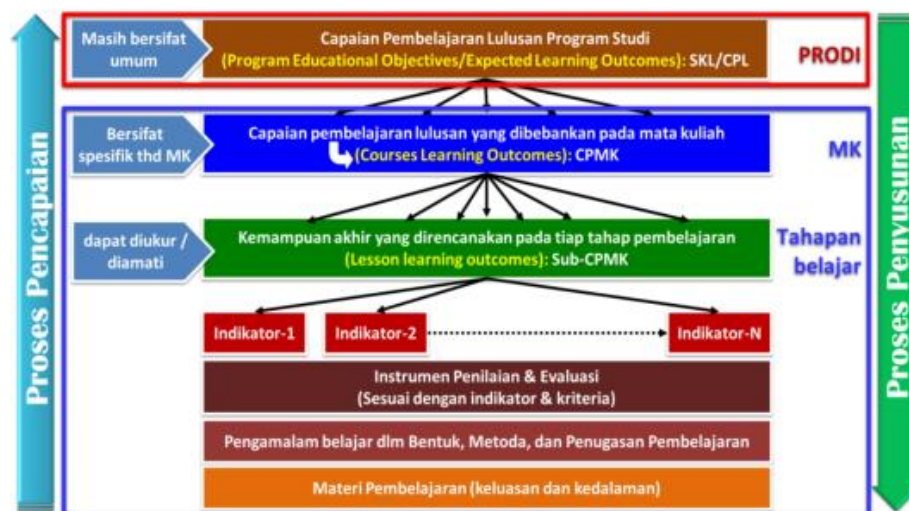 Proses Pencapaian
Masih bersifat
umum
Capaian Pembelajaran Lulusan Program Studi
(Program Educational Objectives/Expected Learning Outcomes): SKL/CPL
PRODI
Bersifat
spesifik thd MK
Capaian pembelajaran lulusan yang dibebankan pada mata kuliah
(Courses Learning Outcomes): CPMK
MK
dapat diukur /
diamati
Kemampuan akhir yang direncanakan pada tiap tahap pembelajaran
(Lesson learning outcomes): Sub-CPMK
Tahapan
belajar
Indikator-1
Indikator-2
Indikator-N
Instrumen Penilaian & Evaluasi
(Sesuai dengan indikator & kriteria)
Pengamalam belajar dlm Bentuk, Metoda, dan Penugasan Pembelajaran
Materi Pembelajaran (keluasan dan kedalaman)
Proses Penyusunan